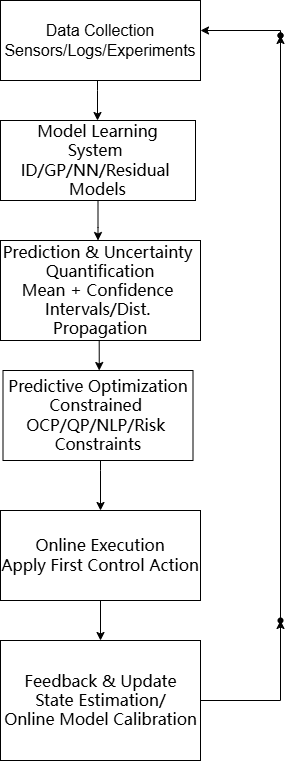 Data Collection
Sensors/Logs/Experiments
Model Learning
System
ID/GP/NN/Residual
Models
Prediction & Uncertainty
Quantification
Mean + Confidence
Intervals/Dist.
Propagation
Predictive Optimization
Constrained
OCP/QP/NLP/Risk
Constraints
Online Execution
Apply First Control Action
Feedback & Update
State Estimation/
Online Model Calibration